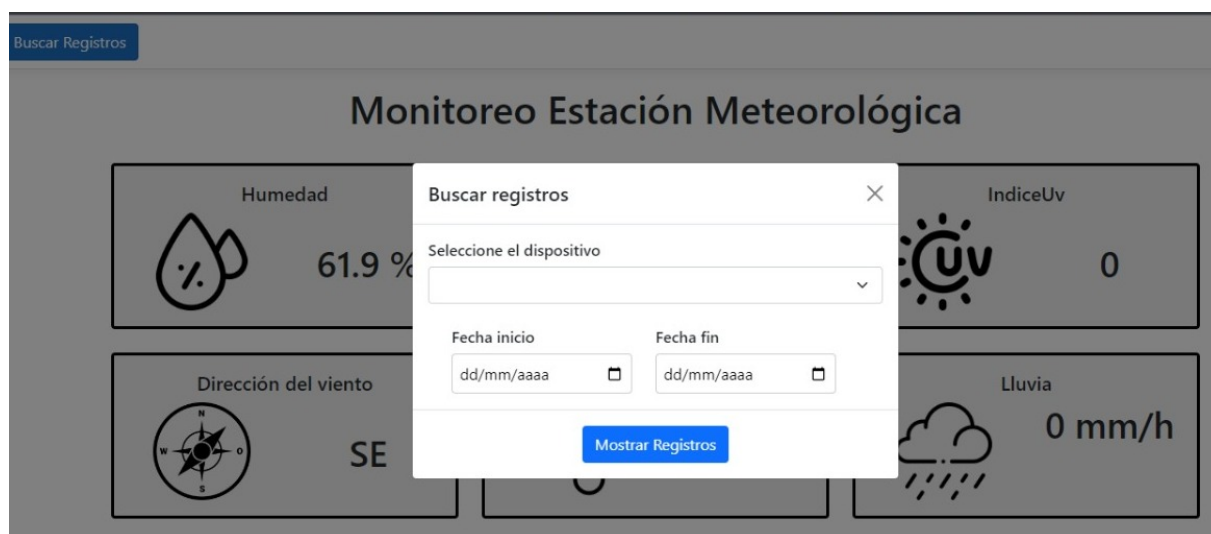 Buscar Registros
Monitoreo Estación Meteorológica
Humedad
61.9 %
IndiceUv
UV
0
Buscar registros
Seleccione el dispositivo
Fecha inicio
Fecha fin
dd/mm/aaaa
dd/mm/aaaa
Mostrar Registros
Dirección del viento
N
W
O
S
SE
Lluvia
0 mm/h